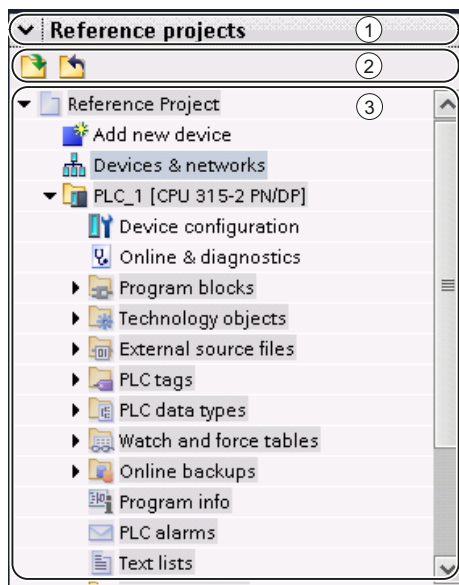 Reference projects 1
2
Reference Project 3
Add new device
Devices & networks
PLC_1 [CPU 315-2 PN/DP]
Device configuration
Online & diagnostics
Program blocks
Technology objects
External source files
PLC tags
PLC data types
Watch and force tables
Online backups
Program info
PLC alarms
Text lists